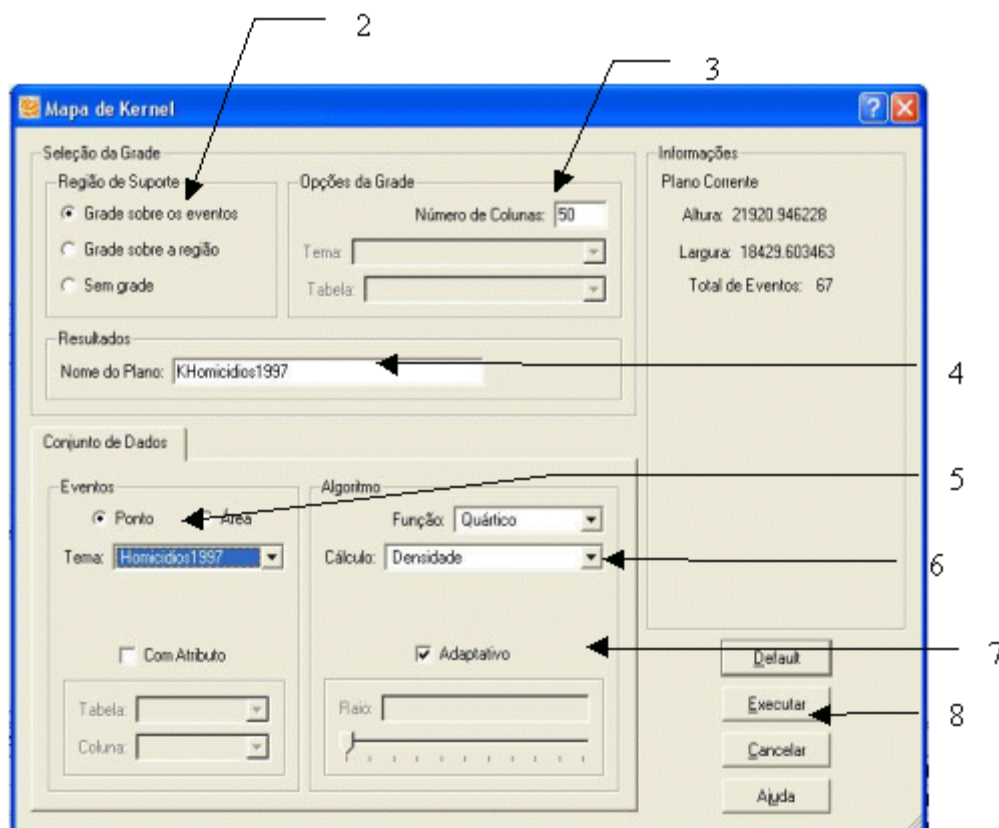 2
3
Mapa de Kernel
Seleção da Grade
Região de Suporte
Grade sobre os eventos
Grade sobre a região
Sem grade
Opções da Grade
Número de Colunas: 50
Tema:
Tabela:
Resultados
Nome do Plano: KHomicidios1997
4
Informações
Plano Corrente
Altura: 21920.946228
Largura: 18429.603463
Total de Eventos: 67
Conjunto de Dados
Eventos
Ponto
Área
Tema: Homicidios1997
Com Atributo
Tabela:
Coluna:
Algoritmo
Função: Quártico
Cálculo: Densidade
Adaptativo
Raio:
5
6
7
Default
Executar
8
Cancelar
Ajuda